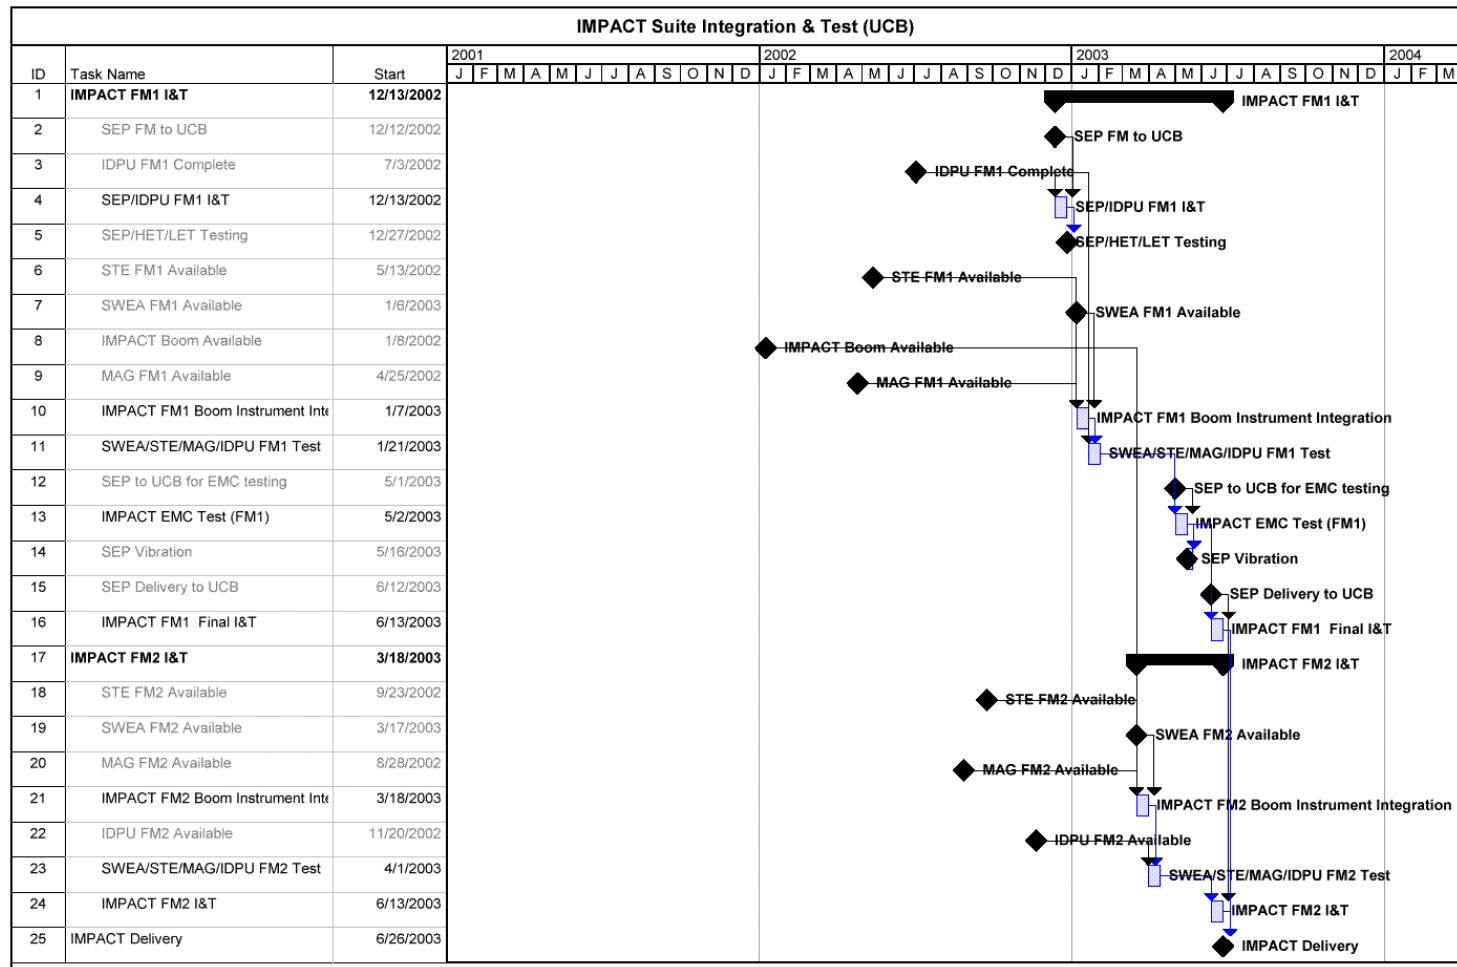 IMPACT Suite Integration & Test (UCB)
2001 2002 2003 2004
ID Task Name Start J F M A M J J A S O N D J F M A M J J A S O N D J F M A M J J A S O N D J F M
1 IMPACT FM1 I&T 12/13/2002 IMPACT FM1 I&T
2 SEP FM to UCB 12/12/2002 SEP FM to UCB
3 IDPU FM1 Complete 7/3/2002 IDPU FM1 Complete
4 SEP/IDPU FM1 I&T 12/13/2002 SEP/IDPU FM1 I&T
5 SEP/HET/LET Testing 12/27/2002 SEP/HET/LET Testing
6 STE FM1 Available 5/13/2002 STE FM1 Available
7 SWEA FM1 Available 1/6/2003 SWEA FM1 Available
8 IMPACT Boom Available 1/8/2002 IMPACT Boom Available
9 MAG FM1 Available 4/25/2002 MAG FM1 Available
10 IMPACT FM1 Boom Instrument Inte 1/7/2003 IMPACT FM1 Boom Instrument Integration
11 SWEA/STE/MAG/IDPU FM1 Test 1/21/2003 SWEA/STE/MAG/IDPU FM1 Test
12 SEP to UCB for EMC testing 5/1/2003 SEP to UCB for EMC testing
13 IMPACT EMC Test (FM1) 5/2/2003 IMPACT EMC Test (FM1)
14 SEP Vibration 5/16/2003 SEP Vibration
15 SEP Delivery to UCB 6/12/2003 SEP Delivery to UCB
16 IMPACT FM1 Final I&T 6/13/2003 IMPACT FM1 Final I&T
17 IMPACT FM2 I&T 3/18/2003 IMPACT FM2 I&T
18 STE FM2 Available 9/23/2002 STE FM2 Available
19 SWEA FM2 Available 3/17/2003 SWEA FM2 Available
20 MAG FM2 Available 8/28/2002 MAG FM2 Available
21 IMPACT FM2 Boom Instrument Inte 3/18/2003 IMPACT FM2 Boom Instrument Integration
22 IDPU FM2 Available 11/20/2002 IDPU FM2 Available
23 SWEA/STE/MAG/IDPU FM2 Test 4/1/2003 SWEA/STE/MAG/IDPU FM2 Test
24 IMPACT FM2 I&T 6/13/2003 IMPACT FM2 I&T
25 IMPACT Delivery 6/26/2003 IMPACT Delivery